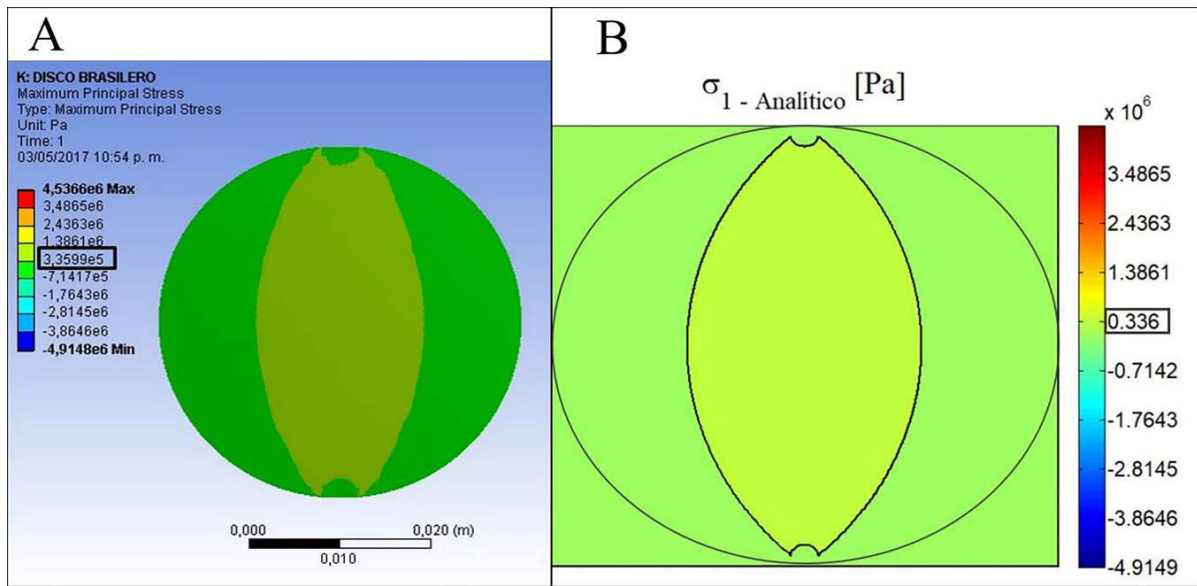 A
K: DISCO BRASILERO
Maximum Principal Stress
Type: Maximum Principal Stress
Unit: Pa
Time: 1
03/05/2017 10:54 p. m.
4,5366e6 Max
3,4865e6
2,4363e6
1,3861e6
3,3599e5
-7,1417e5
-1,7643e6
-2,8145e6
-3,8646e6
-4,9148e6 Min
0,000
0,020 (m)
0,010
B
σ1 - Analítico [Pa]
x 10^6
3.4865
2.4363
1.3861
0.336
-0.7142
-1.7643
-2.8145
-3.8646
-4.9149